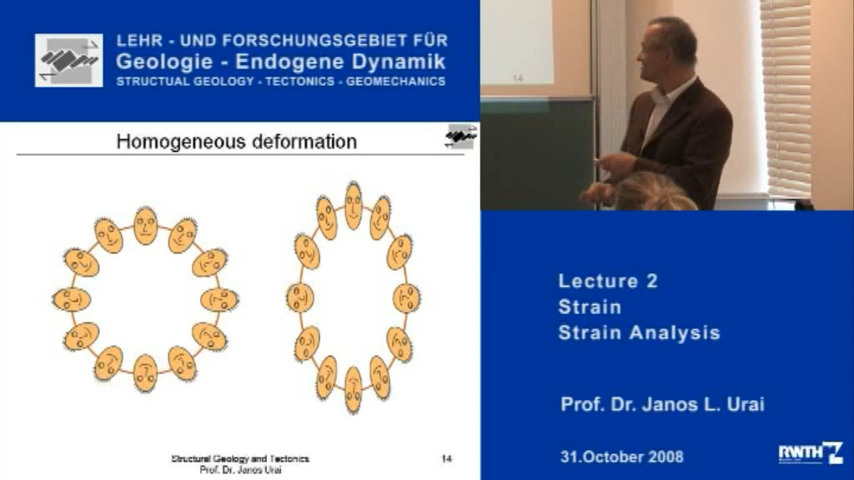 LEHR - UND FORSCHUNGSGEBIET FÜR
Geologie - Endogene Dynamik
STRUCTUAL GEOLOGY - TECTONICS - GEOMECHANICS
Homogeneous deformation
14
Lecture 2
Strain
Strain Analysis
Prof. Dr. Janos L. Urai
31.October 2008
RWTH
Structural Geology and Tectonics
Prof. Dr. Janos Urai
14